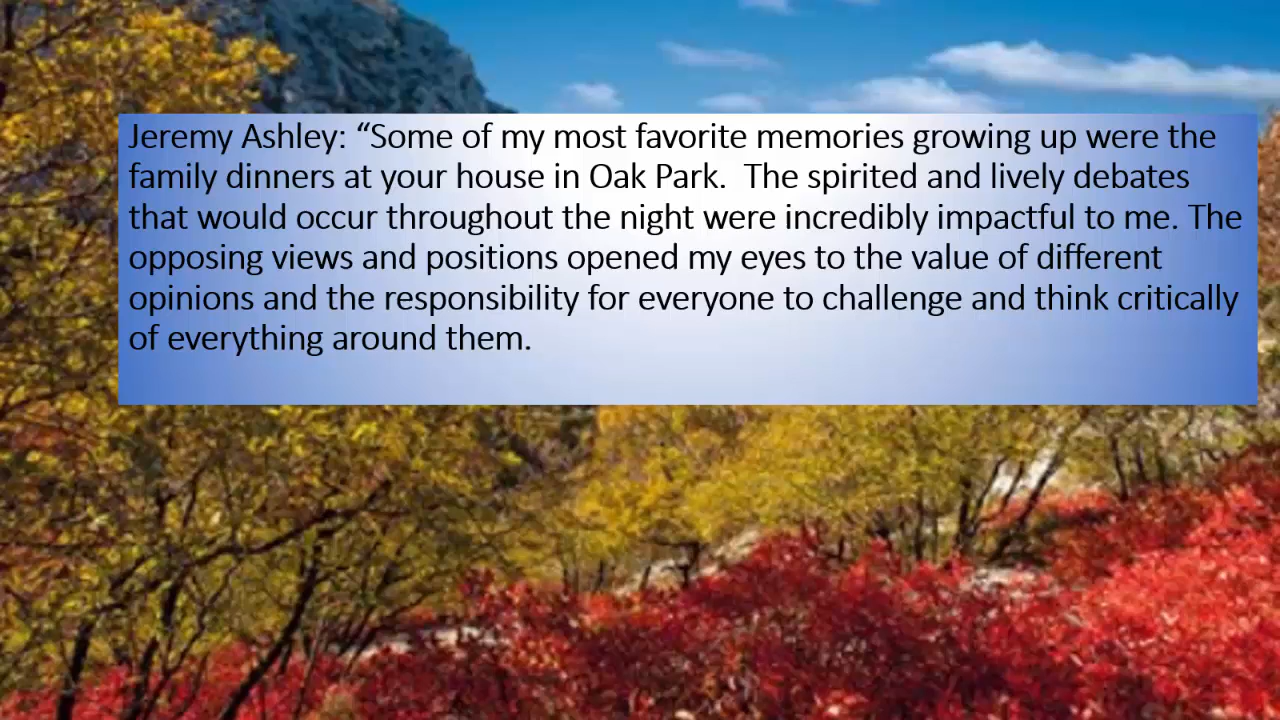 Jeremy Ashley: “Some of my most favorite memories growing up were the
family dinners at your house in Oak Park.  The spirited and lively debates
that would occur throughout the night were incredibly impactful to me. The
opposing views and positions opened my eyes to the value of different
opinions and the responsibility for everyone to challenge and think critically
of everything around them.